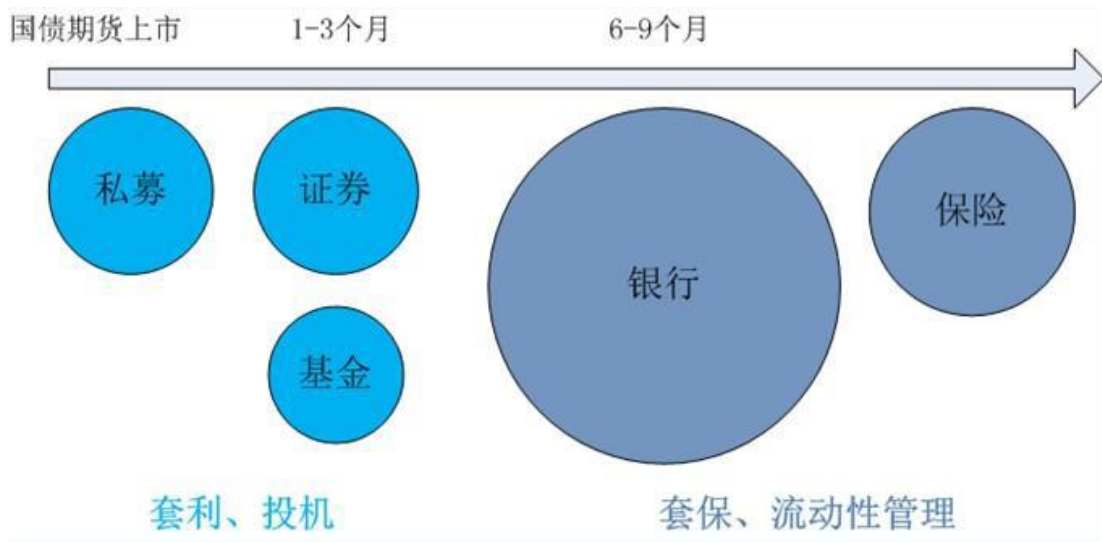 国债期货上市 1-3个月 6-9个月
私募 证券 保险
银行
基金
套利、投机 套保、流动性管理